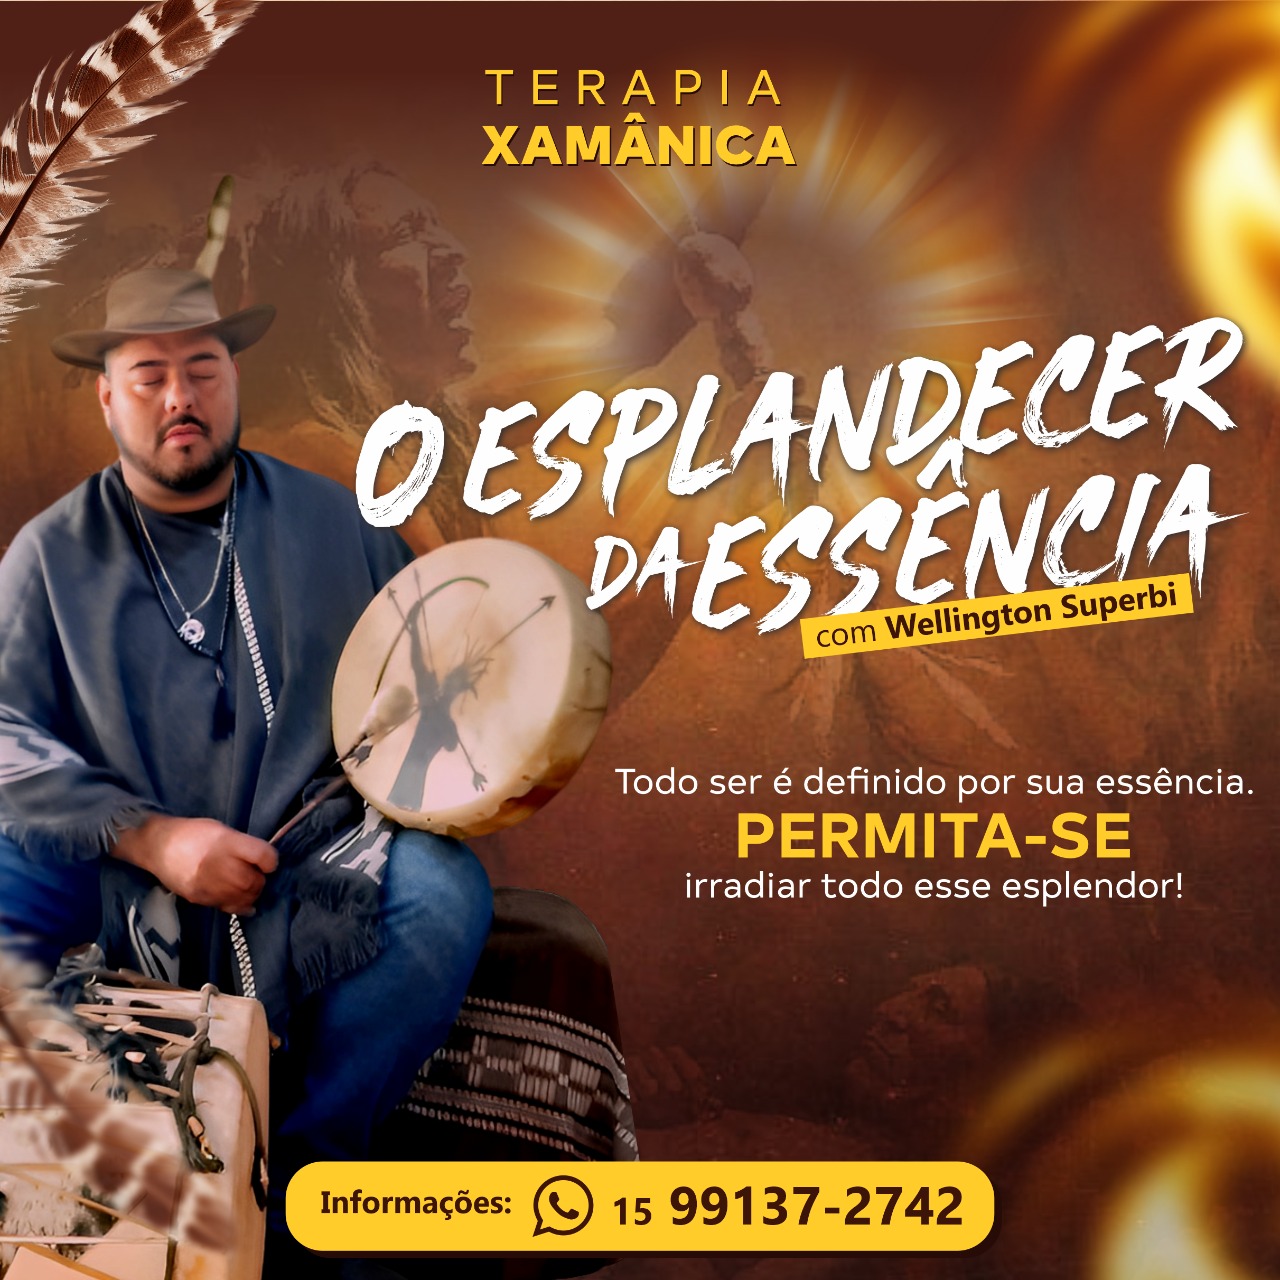 TERAPIA
XAMÂNICA
O ESPLANDECER
DA ESSÊNCIA
com Wellington Superbi
Todo ser é definido por sua essência.
PERMITA-SE
irradiar todo esse esplendor!
Informações: 15 99137-2742